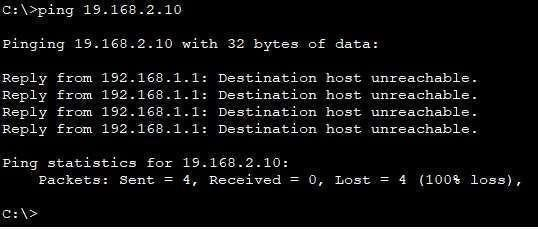 C:\>ping 19.168.2.10
Pinging 19.168.2.10 with 32 bytes of data:
Reply from 192.168.1.1: Destination host unreachable.
Reply from 192.168.1.1: Destination host unreachable.
Reply from 192.168.1.1: Destination host unreachable.
Reply from 192.168.1.1: Destination host unreachable.
Ping statistics for 19.168.2.10:
Packets: Sent = 4, Received = 0, Lost = 4 (100% loss),
C:\>